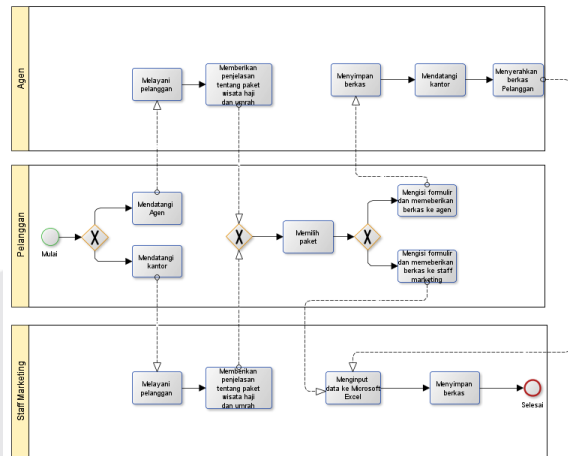 Agen
Melayani
pelanggan
Memberikan
penjelasan
tentang paket
wisata haji
dan umrah
Menyimpan
berkas
Mendatangi
kantor
Menyerahkan
berkas
Pelanggan
Pelanggan
Mulai
Mendatangi
Agen
Mendatangi
kantor
Memilih
paket
Mengisi formulir
dan memeberikan
berkas ke agen
Mengisi formulir
dan memeberikan
berkas ke staff
marketing
Staff Marketing
Melayani
pelanggan
Memberikan
penjelasan
tentang paket
wisata haji
dan umrah
Menginput
data ke Microsoft
Excel
Menyimpan
berkas
Selesai